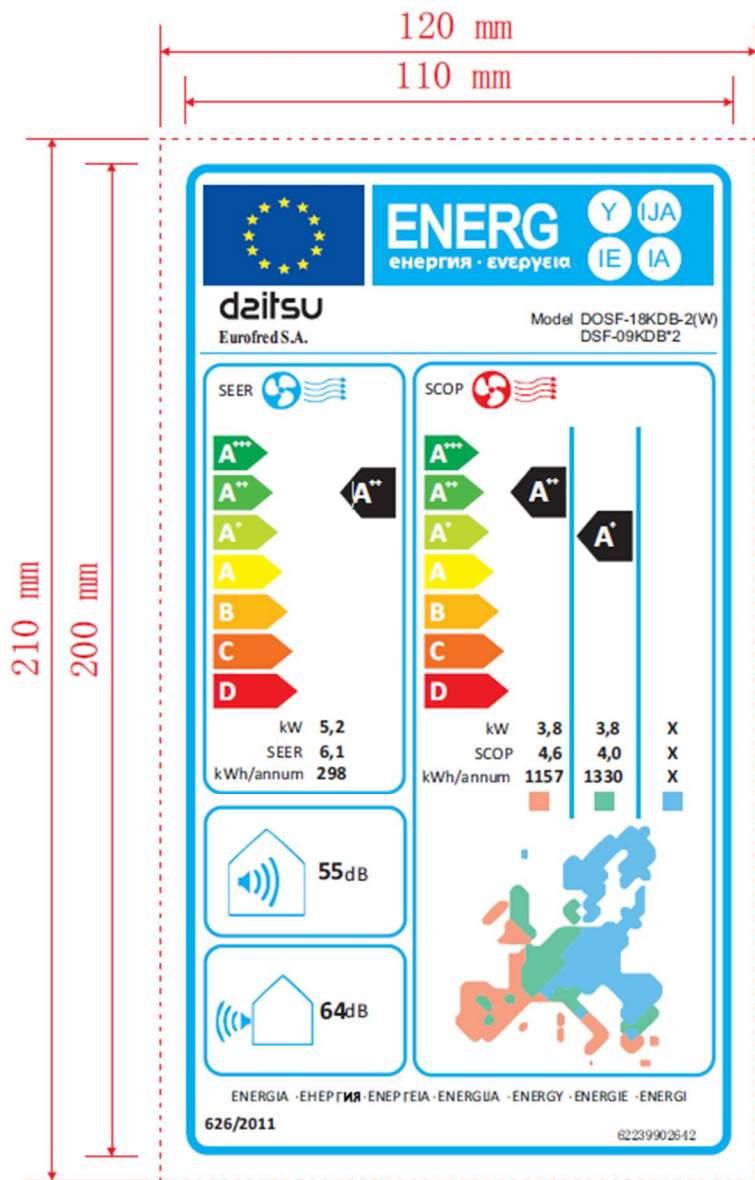 120 mm
110 mm
210 mm
200 mm
ENERG
енергия · ενεργεια
Y IJA
IE IA
daitsu
Eurofred S.A.
Model DOSF-18KDB-2(W)
DSF-09KDB*2
SEER
A+++
A++
A+
A
B
C
D
A++
kW 5,2
SEER 6,1
kWh/annum 298
SCOP
A+++
A++
A+
A
B
C
D
A++
A+
kW 3,8 3,8 X
SCOP 4,6 4,0 X
kWh/annum 1157 1330 X
55dB
64dB
ENERGIA ·ЕНЕРГИЯ·ΕΝΕΡΓΕΙΑ·ENERGIJA ·ENERGY ·ENERGIE ·ENERGI
626/2011
62239902642